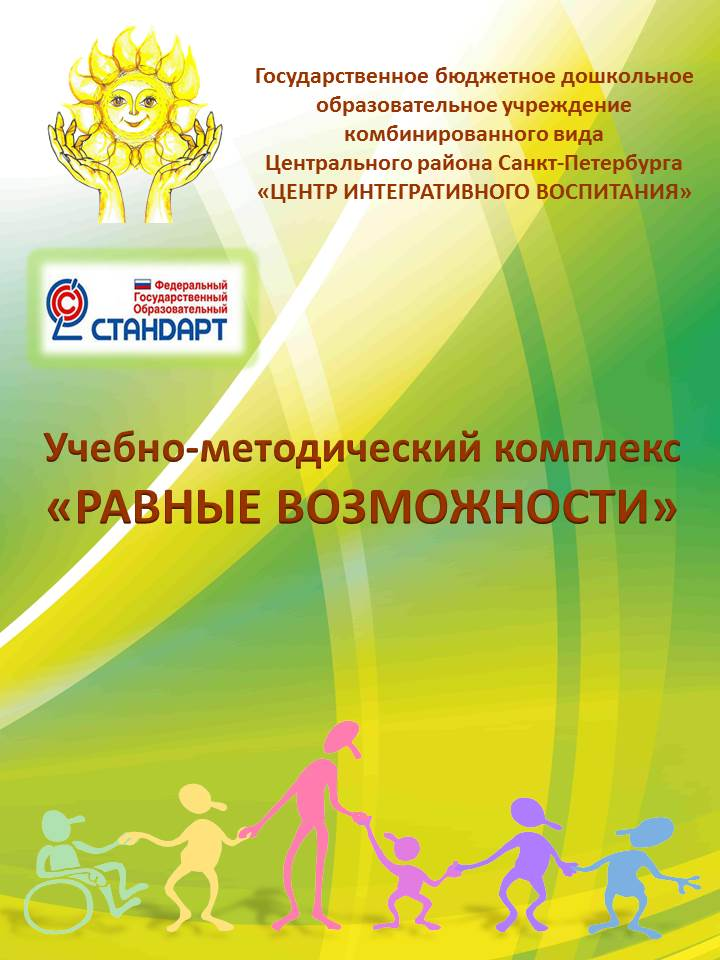 Государственное бюджетное дошкольное
образовательное учреждение
комбинированного вида
Центрального района Санкт-Петербурга
«ЦЕНТР ИНТЕГРАТИВНОГО ВОСПИТАНИЯ»
Федеральный
Государственный
Образовательный
СТАНДАРТ
Учебно-методический комплекс
«РАВНЫЕ ВОЗМОЖНОСТИ»